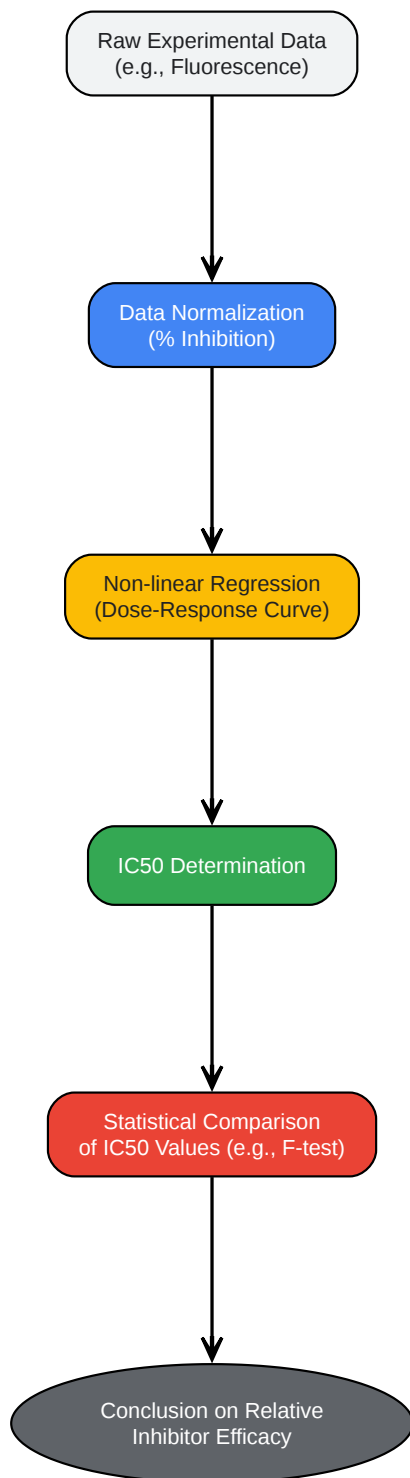 Raw Experimental Data
(e.g., Fluorescence)
Data Normalization
(% Inhibition)
Non-linear Regression
(Dose-Response Curve)
IC50 Determination
Statistical Comparison
of IC50 Values (e.g., F-test)
Conclusion on Relative
Inhibitor Efficacy